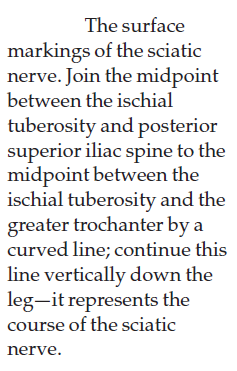 The surface
markings of the sciatic
nerve. Join the midpoint
between the ischial
tuberosity and posterior
superior iliac spine to the
midpoint between the
ischial tuberosity and the
greater trochanter by a
curved line; continue this
line vertically down the
leg—it represents the
course of the sciatic
nerve.